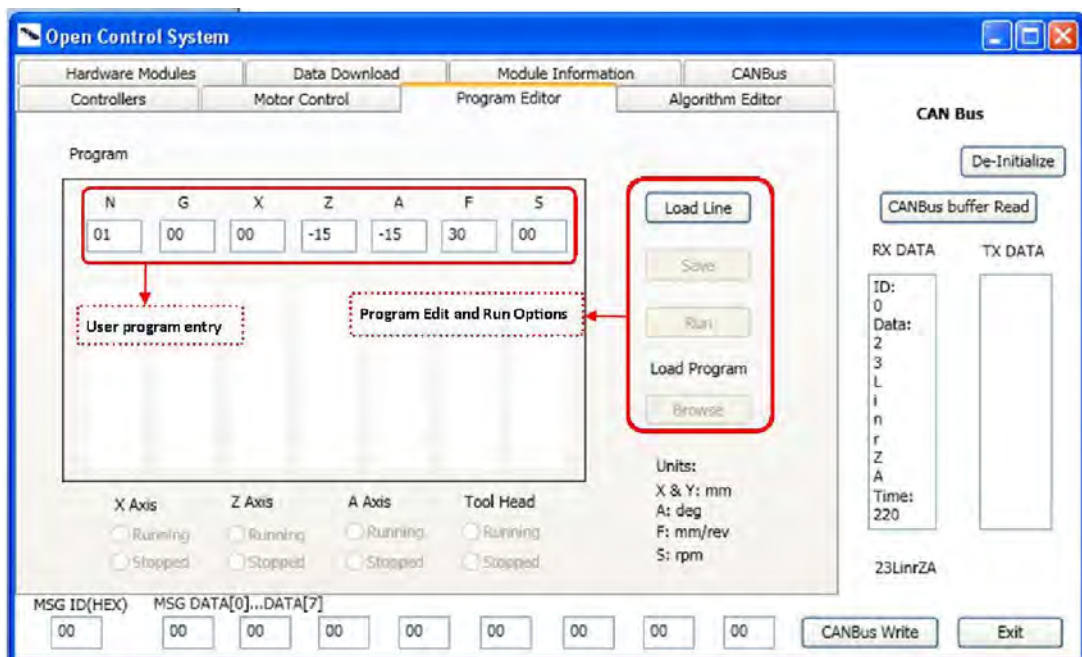 Open Control System
Hardware Modules Data Download Module Information CANBus
Controllers Motor Control Program Editor Algorithm Editor
CAN Bus
De-Initialize
CANBus buffer Read
Program
N G X Z A F S
01 00 00 -15 -15 30 00
User program entry
Program Edit and Run Options
Load Line
Save
Run
Load Program
Browse
Units:
X & Y: mm
A: deg
F: mm/rev
S: rpm
X Axis Z Axis A Axis Tool Head
Running Running Running Running
Stopped Stopped Stopped Stopped
RX DATA TX DATA
ID:
0
Data:
2
3
L
i
n
r
Z
A
Time:
220
23LinrZA
MSG ID(HEX) MSG DATA[0]...DATA[7]
00 00 00 00 00 00 00 00 00
CANBus Write Exit